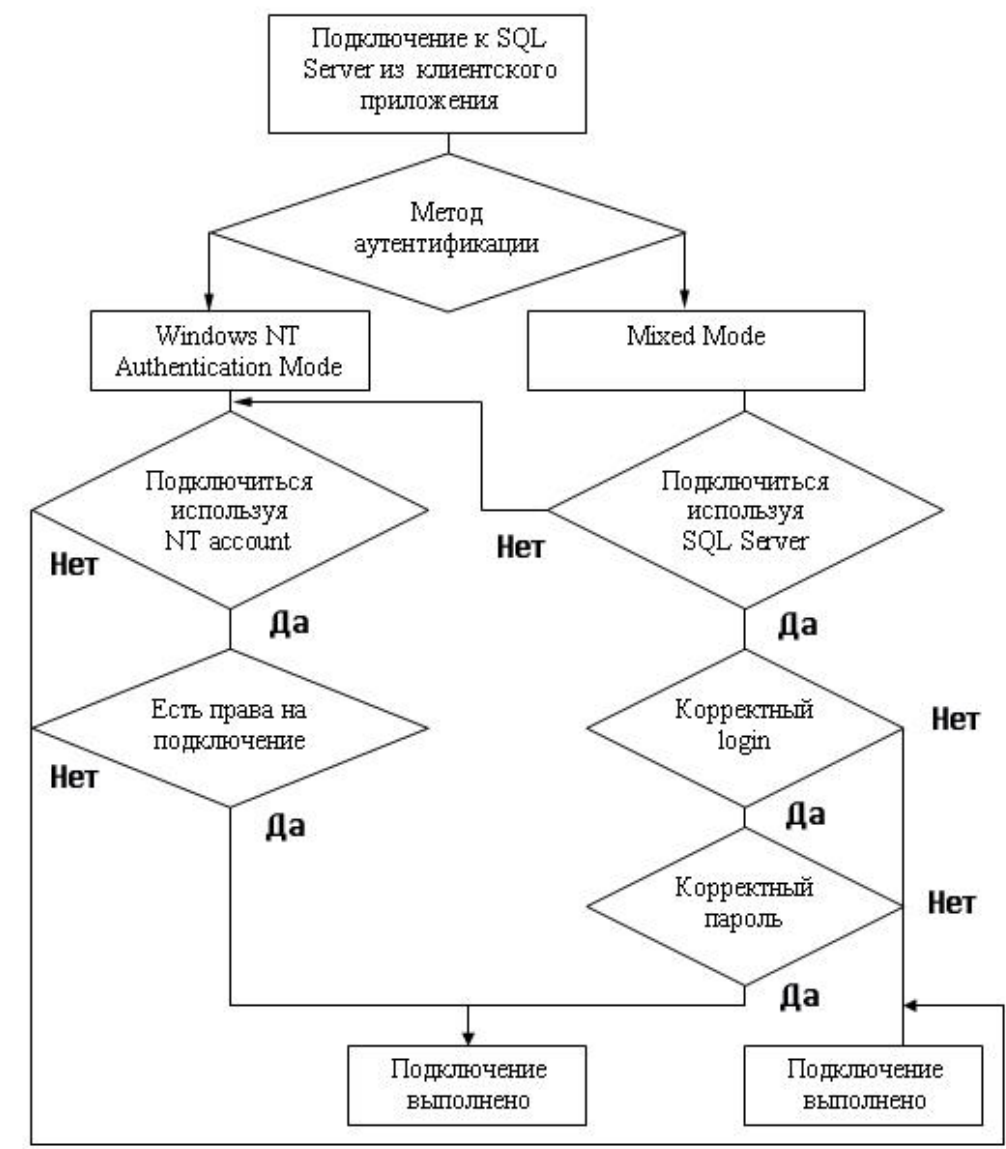 Подключение к SQL
Server из клиентского
приложения
Метод
аутентификации
Windows NT
Authentication Mode
Mixed Mode
Подключиться
используя
NT account
Подключиться
используя
SQL Server
Нет
Нет
Да
Да
Есть права на
подключение
Корректный
login
Нет
Нет
Да
Да
Корректный
пароль
Нет
Да
Подключение
выполнено
Подключение
выполнено